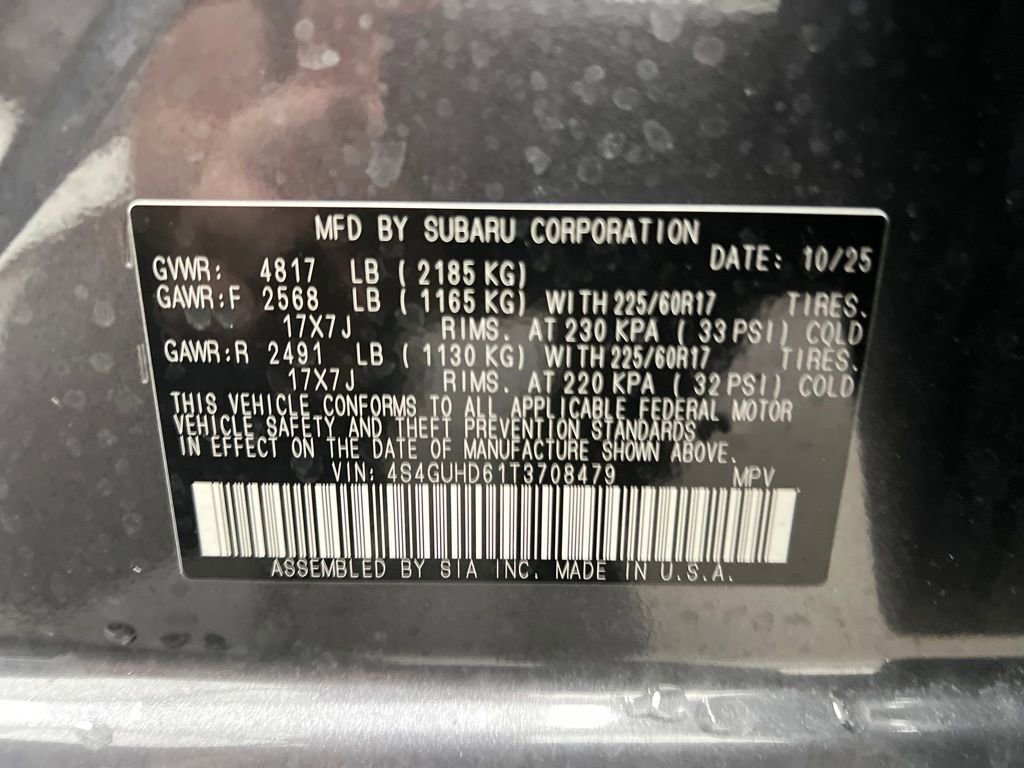 MFD BY SUBARU CORPORATION
DATE: 10/25
GVWR: 4817 LB ( 2185 KG)
GAWR:F 2568 LB ( 1165 KG) WITH 225/60R17 TIRES.
17X7J RIMS. AT 230 KPA ( 33 PSI) COLD
GAWR:R 2491 LB ( 1130 KG) WITH 225/60R17 TIRES.
17X7J RIMS. AT 220 KPA ( 32 PSI) COLD
THIS VEHICLE CONFORMS TO ALL APPLICABLE FEDERAL MOTOR
VEHICLE SAFETY AND THEFT PREVENTION STANDARDS
IN EFFECT ON THE DATE OF MANUFACTURE SHOWN ABOVE.
VIN: 4S4GUHD61T3708479 MPV
ASSEMBLED BY SIA INC. MADE IN U.S.A.